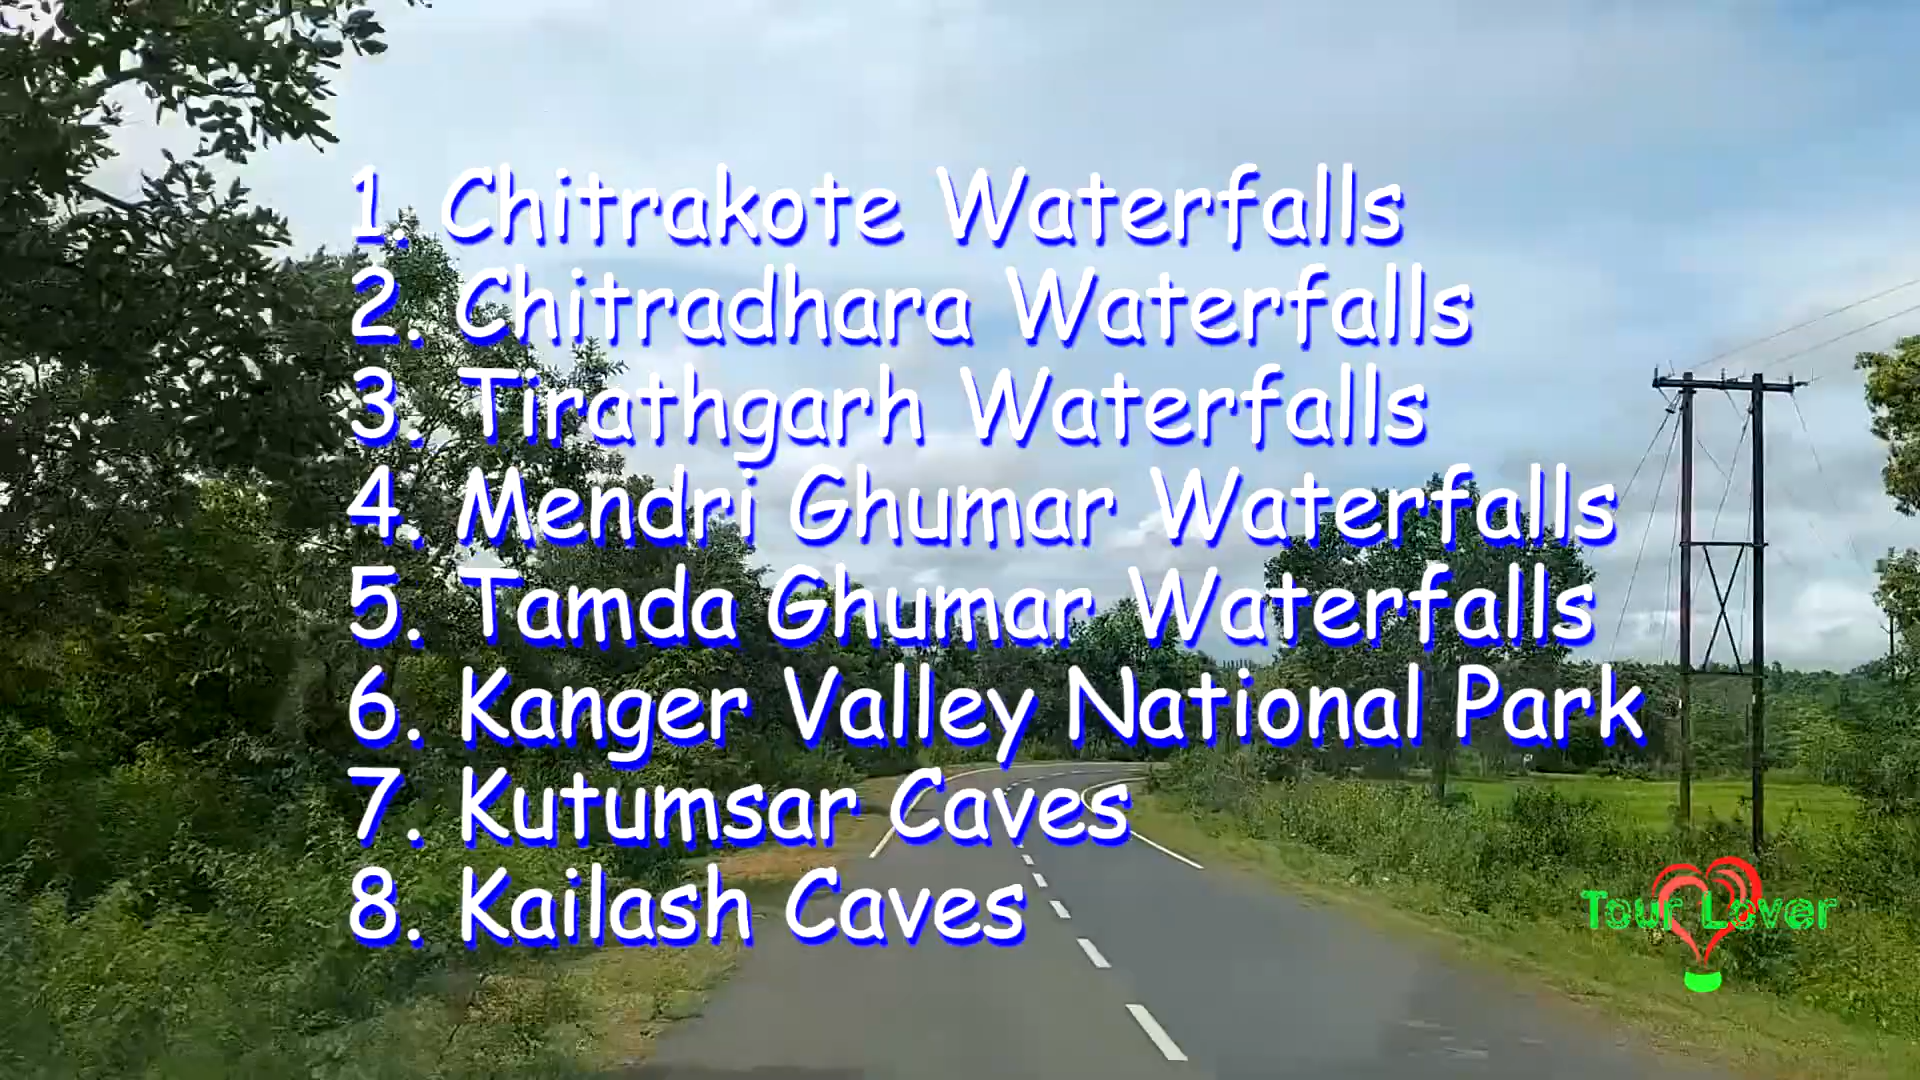 1. Chitrakote Waterfalls
2. Chitradhara Waterfalls
3. Tirathgarh Waterfalls
4. Mendri Ghumar Waterfalls
5. Tamda Ghumar Waterfalls
6. Kanger Valley National Park
7. Kutumsar Caves
8. Kailash Caves
Tour Lover